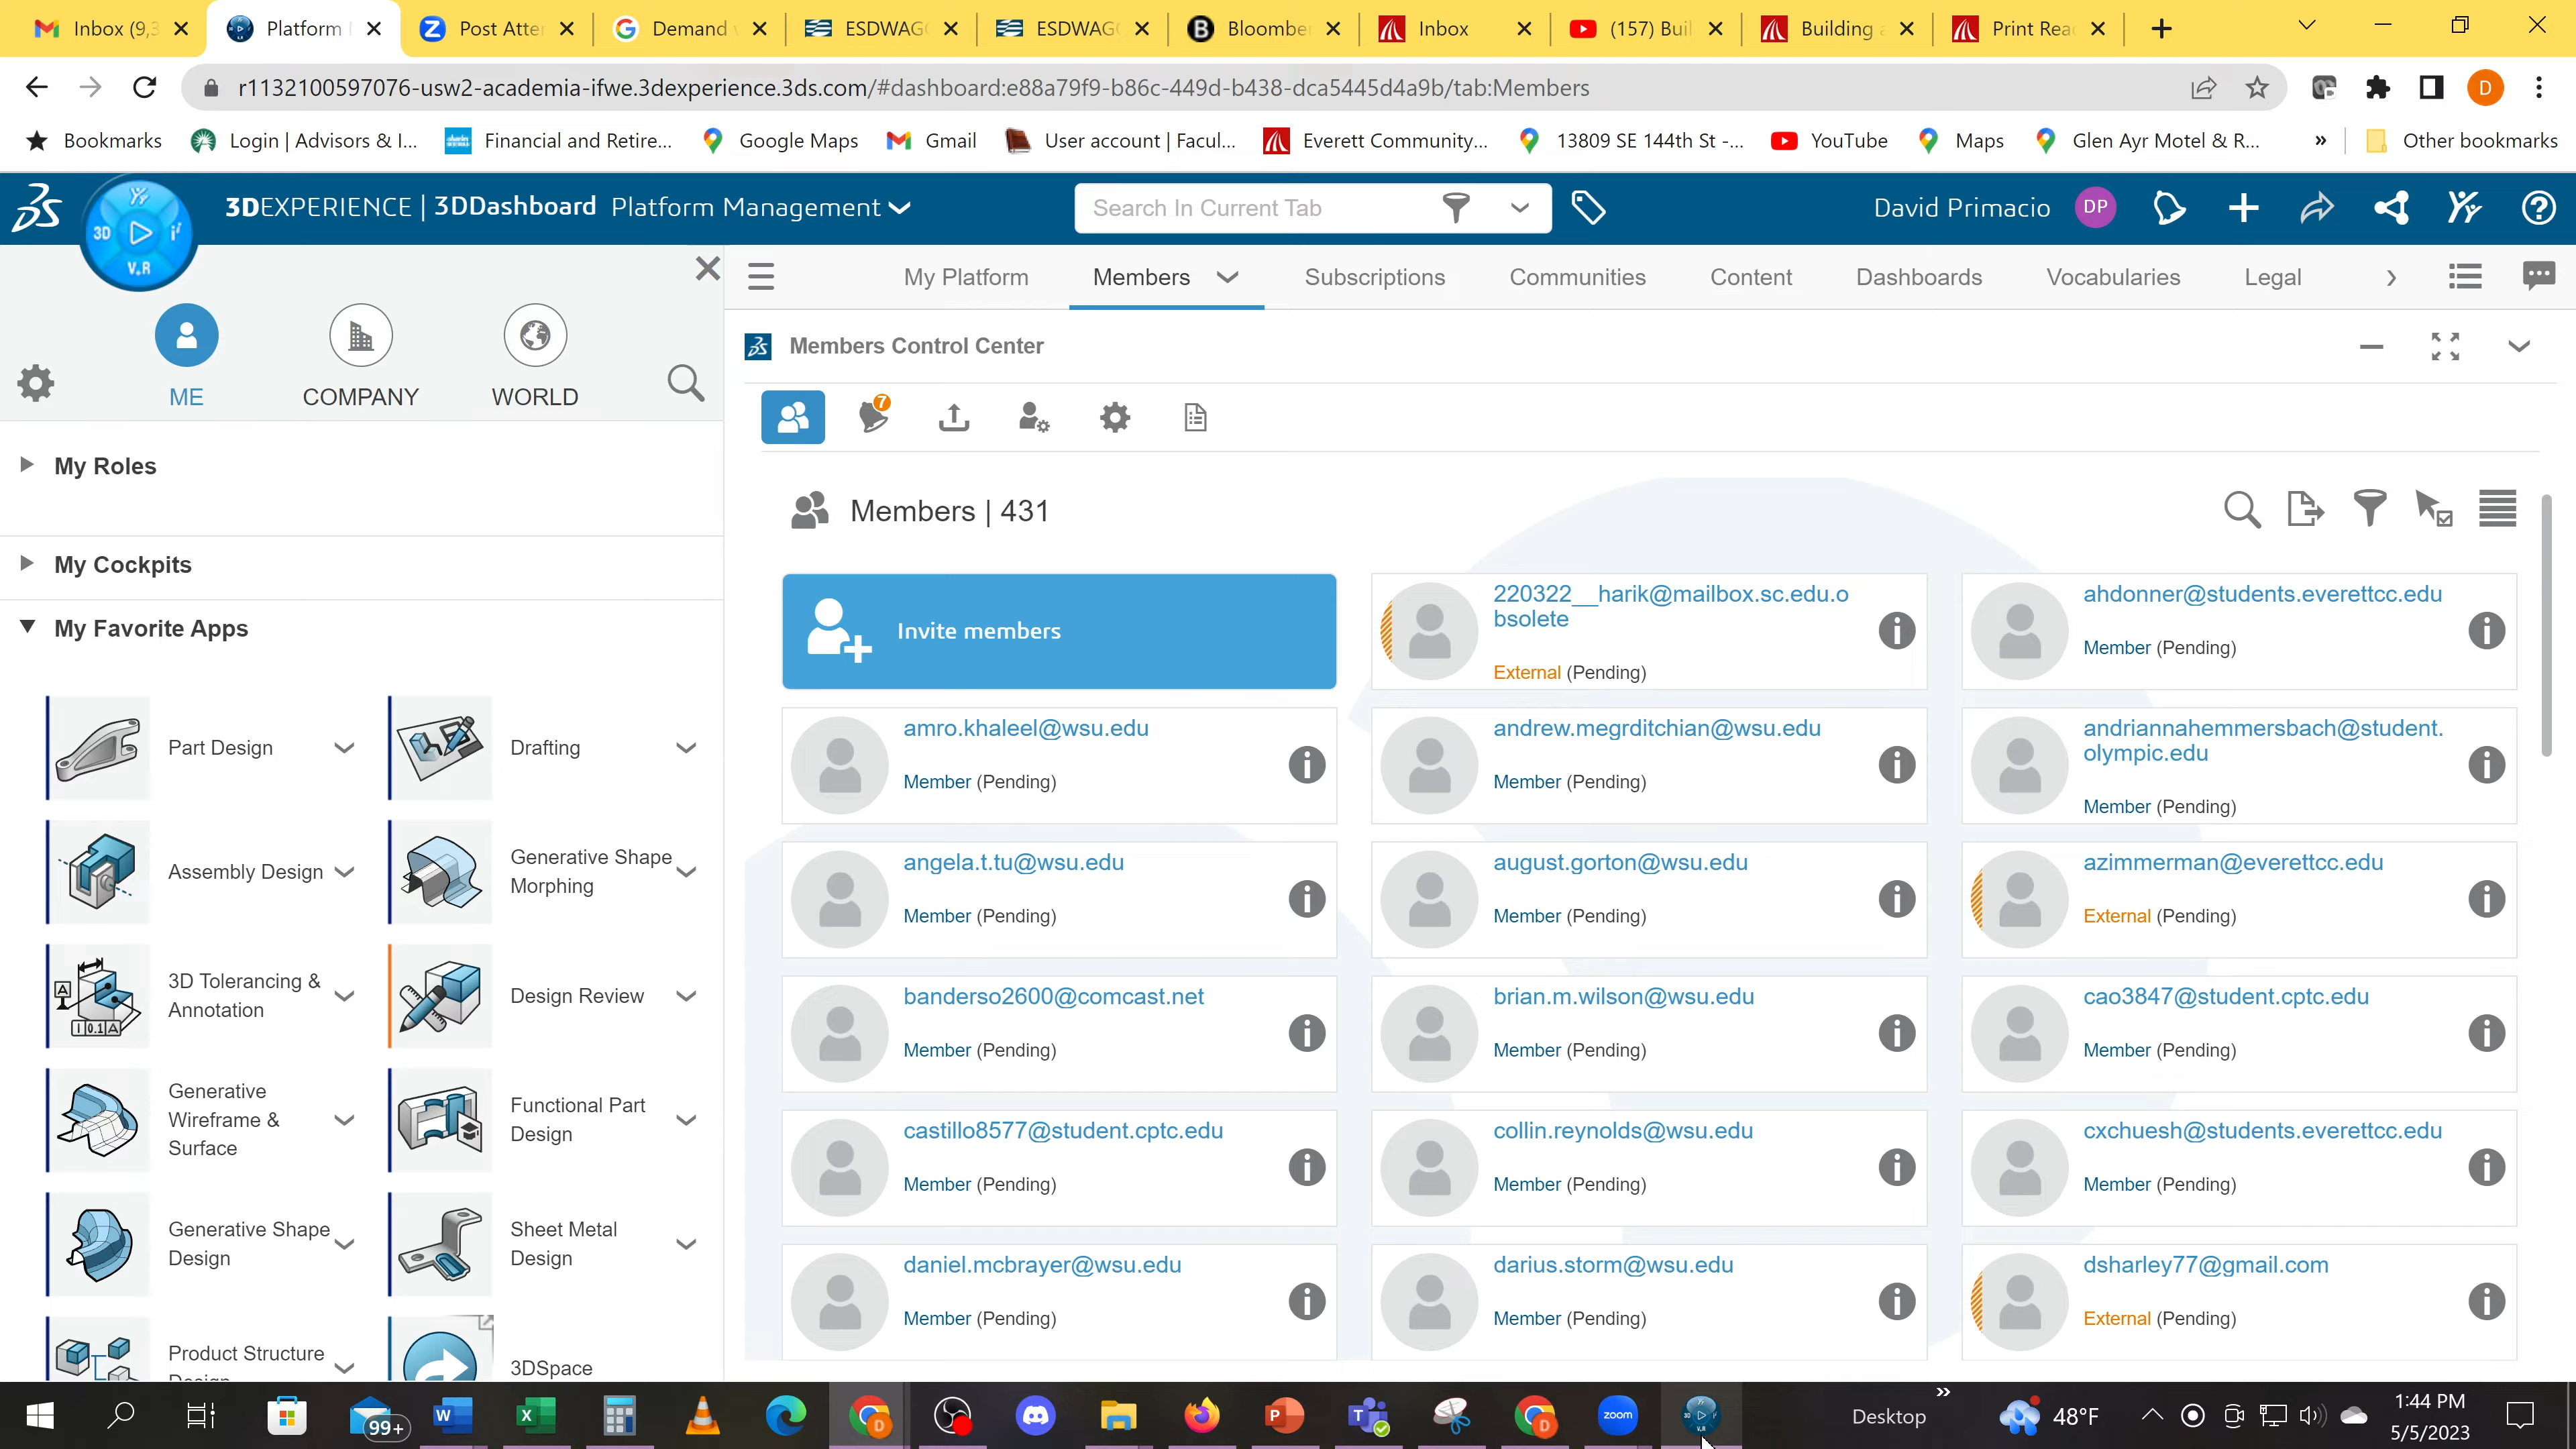 Inbox (9,3
Platform
Post Atter
Demand
ESDWAG
ESDWAG
Bloombe
Inbox
(157) Buil
Building
Print Rea
r1132100597076-usw2-academia-ifwe.3dexperience.3ds.com/#dashboard:e88a79f9-b86c-449d-b438-dca5445d4a9b/tab:Members
D
Bookmarks
Login | Advisors & I...
Financial and Retire...
Google Maps
Gmail
User account | Facul...
Everett Community...
13809 SE 144th St -...
YouTube
Maps
Glen Ayr Motel & R...
»
Other bookmarks
3D
V.R
3DEXPERIENCE | 3DDashboard Platform Management
Search In Current Tab
David Primacio
DP
ME
COMPANY
WORLD
My Roles
My Cockpits
My Favorite Apps
Part Design
Drafting
Assembly Design
Generative Shape
Morphing
3D Tolerancing &
Annotation
Design Review
Generative
Wireframe &
Surface
Functional Part
Design
Generative Shape
Design
Sheet Metal
Design
Product Structure
Design
3DSpace
My Platform
Members
Subscriptions
Communities
Content
Dashboards
Vocabularies
Legal
Members Control Center
7
Members | 431
Invite members
220322__harik@mailbox.sc.edu.o
bsolete
External (Pending)
ahdonner@students.everettcc.edu
Member (Pending)
amro.khaleel@wsu.edu
Member (Pending)
andrew.megrditchian@wsu.edu
Member (Pending)
andriannahemmersbach@student.
olympic.edu
Member (Pending)
angela.t.tu@wsu.edu
Member (Pending)
august.gorton@wsu.edu
Member (Pending)
azimmerman@everettcc.edu
External (Pending)
banderso2600@comcast.net
Member (Pending)
brian.m.wilson@wsu.edu
Member (Pending)
cao3847@student.cptc.edu
Member (Pending)
castillo8577@student.cptc.edu
Member (Pending)
collin.reynolds@wsu.edu
Member (Pending)
cxchuesh@students.everettcc.edu
Member (Pending)
daniel.mcbrayer@wsu.edu
Member (Pending)
darius.storm@wsu.edu
Member (Pending)
dsharley77@gmail.com
External (Pending)
99+
zoom
Desktop
»
48°F
1:44 PM
5/5/2023